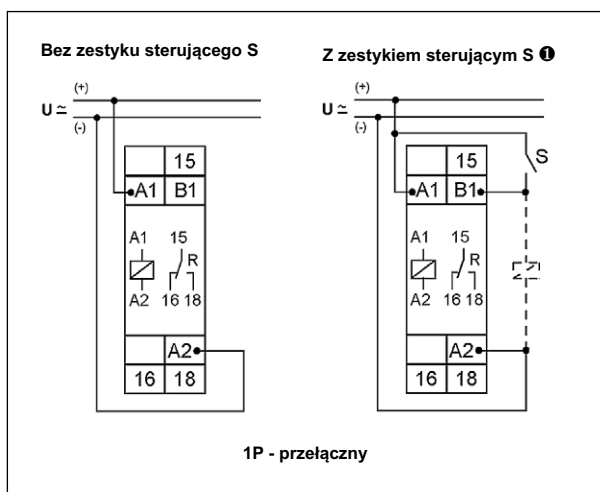 Bez zestyku sterującego S
Z zestykiem sterującym S ❶
(+)
U ≂
(-)
15
A1 B1
A1 15
R
A2 16 18
A2
16 18
(+)
U ≂
(-)
S
15
A1 B1
A1 15
R
A2 16 18
A2
16 18
1P - przełączny